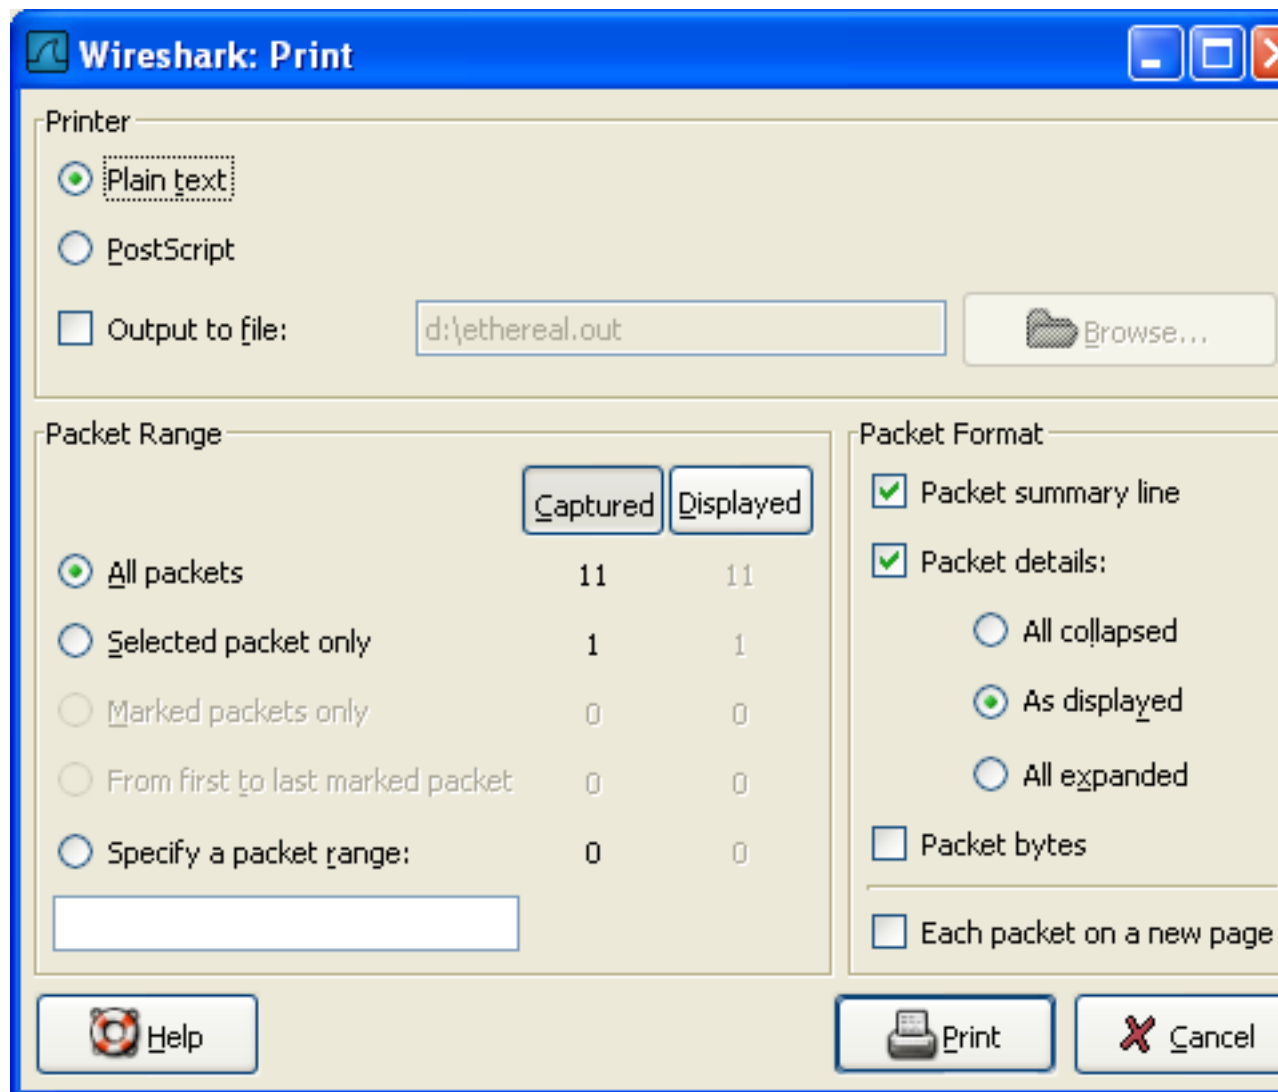 Wireshark: Print
Printer
Plain text
PostScript
Output to file: d:\ethereal.out Browse...
Packet Range
Captured Displayed
All packets 11 11
Selected packet only 1 1
Marked packets only 0 0
From first to last marked packet 0 0
Specify a packet range: 0 0
Packet Format
Packet summary line
Packet details:
All collapsed
As displayed
All expanded
Packet bytes
Each packet on a new page
Help Print Cancel